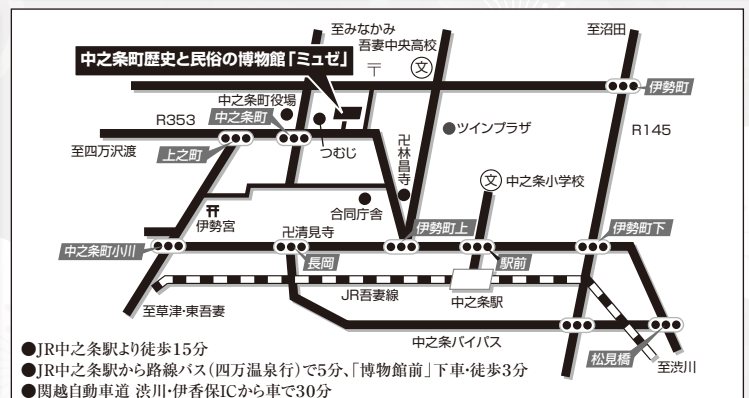 至みなかみ
吾妻中央高校
至沼田
中之条町歴史と民俗の博物館「ミュゼ」
〒
文
伊勢町
中之条町役場
中之条町
R353
ツインプラザ
R145
至四万沢渡
上之町
つむじ
卍林昌寺
文 中之条小学校
伊勢宮
合同庁舎
卍清見寺
伊勢町上
伊勢町下
中之条町小川
長岡
駅前
JR吾妻線
中之条駅
至草津・東吾妻
中之条バイパス
松見橋
至渋川
●JR中之条駅より徒歩15分
●JR中之条駅から路線バス(四万温泉行)で5分、「博物館前」下車・徒歩3分
●関越自動車道 渋川・伊香保ICから車で30分